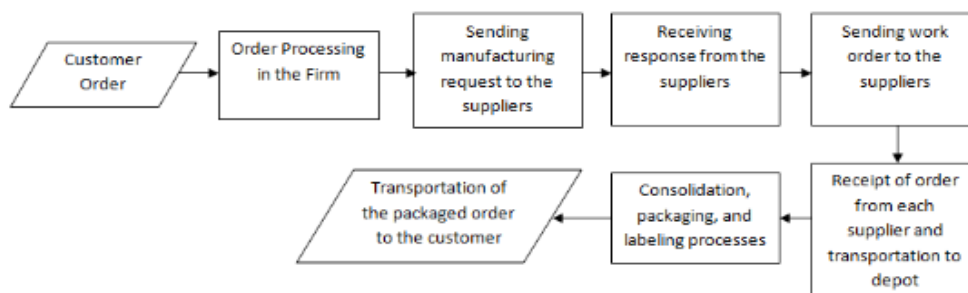 Customer
Order
Order Processing
in the Firm
Sending
manufacturing
request to the
suppliers
Receiving
response from the
suppliers
Sending work
order to the
suppliers
Receipt of order
from each
supplier and
transportation to
depot
Consolidation,
packaging, and
labeling processes
Transportation of
the packaged order
to the customer